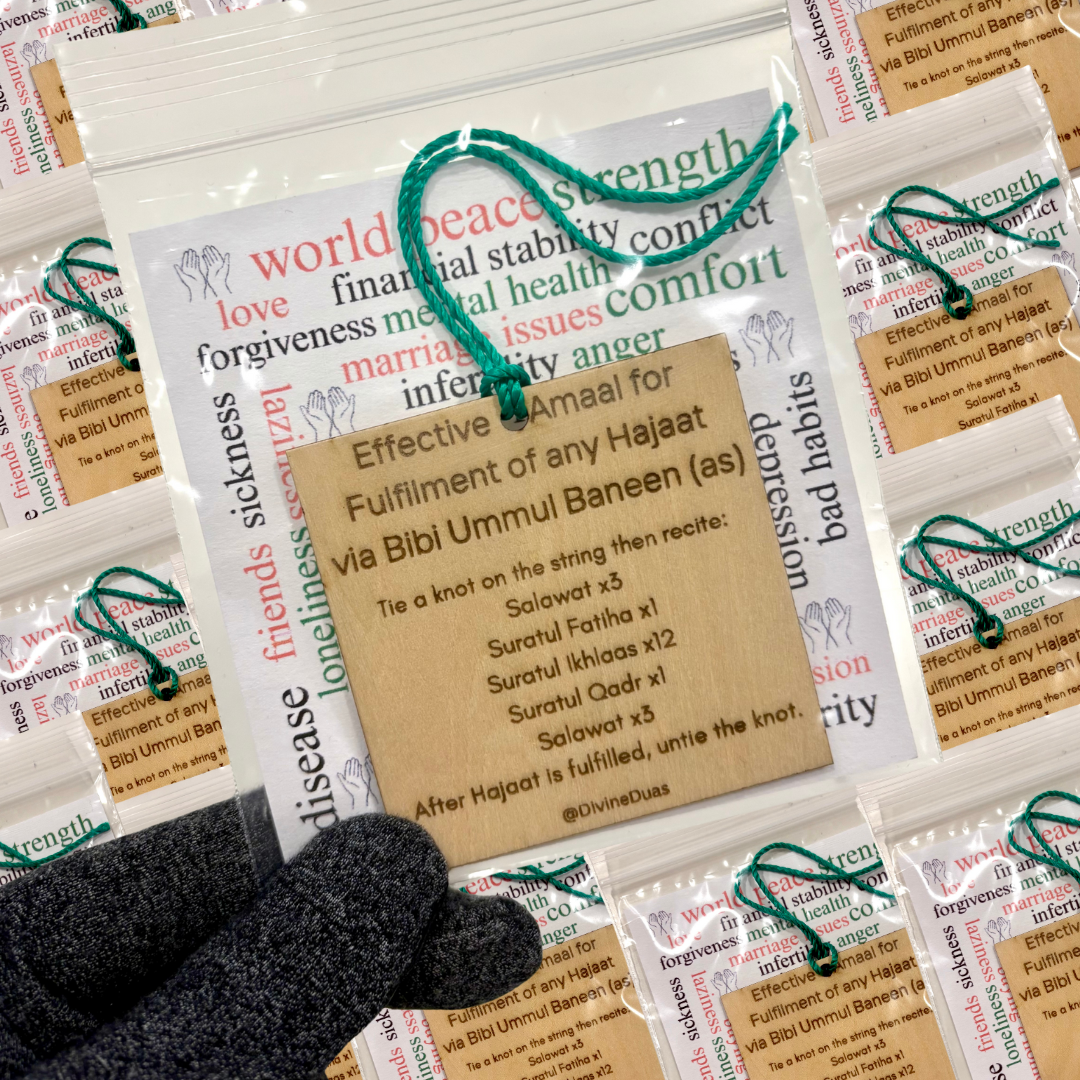 world peace strength
love financial stability conflict
forgiveness mental health comfort
marriage issues
infertility anger
sickness
friends
loneliness
disease
depression
bad habits
Effective Amaal for
Fulfilment of any Hajaat
via Bibi Ummul Baneen (as)
Tie a knot on the string then recite:
Salawat x3
Suratul Fatiha x1
Suratul Ikhlaas x12
Suratul Qadr x1
Salawat x3
After Hajaat is fulfilled, untie the knot.
@DivineDuas